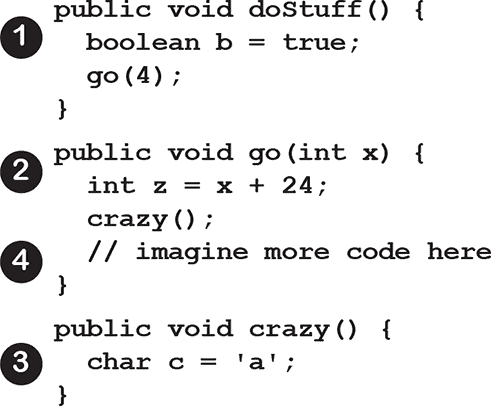 public void doStuff() {
1 boolean b = true;
go(4);
}
public void go(int x) {
2 int z = x + 24;
crazy();
4 // imagine more code here
}
public void crazy() {
3 char c = 'a';
}